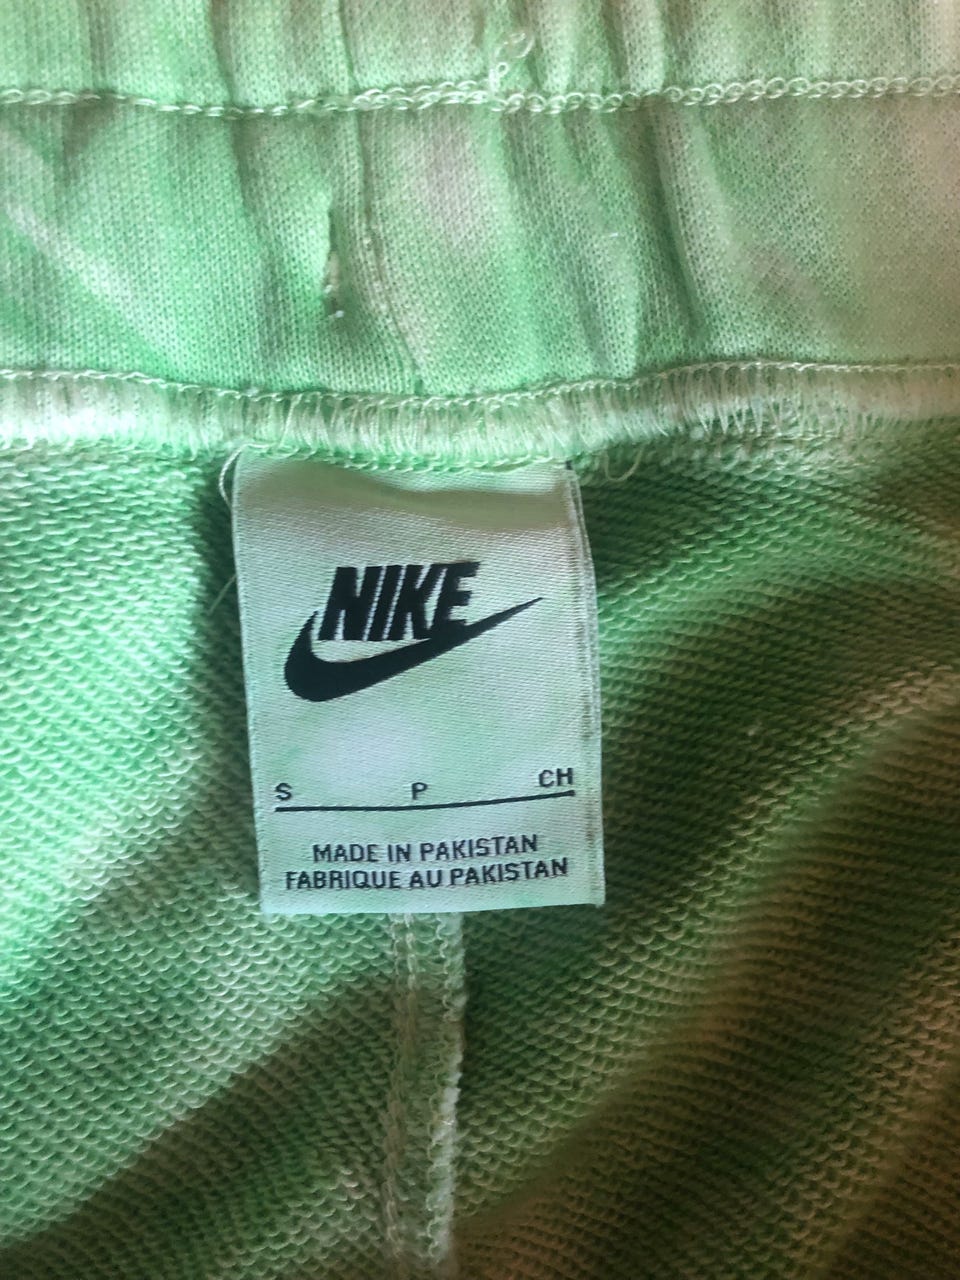 NIKE
S P CH
MADE IN PAKISTAN
FABRIQUE AU PAKISTAN